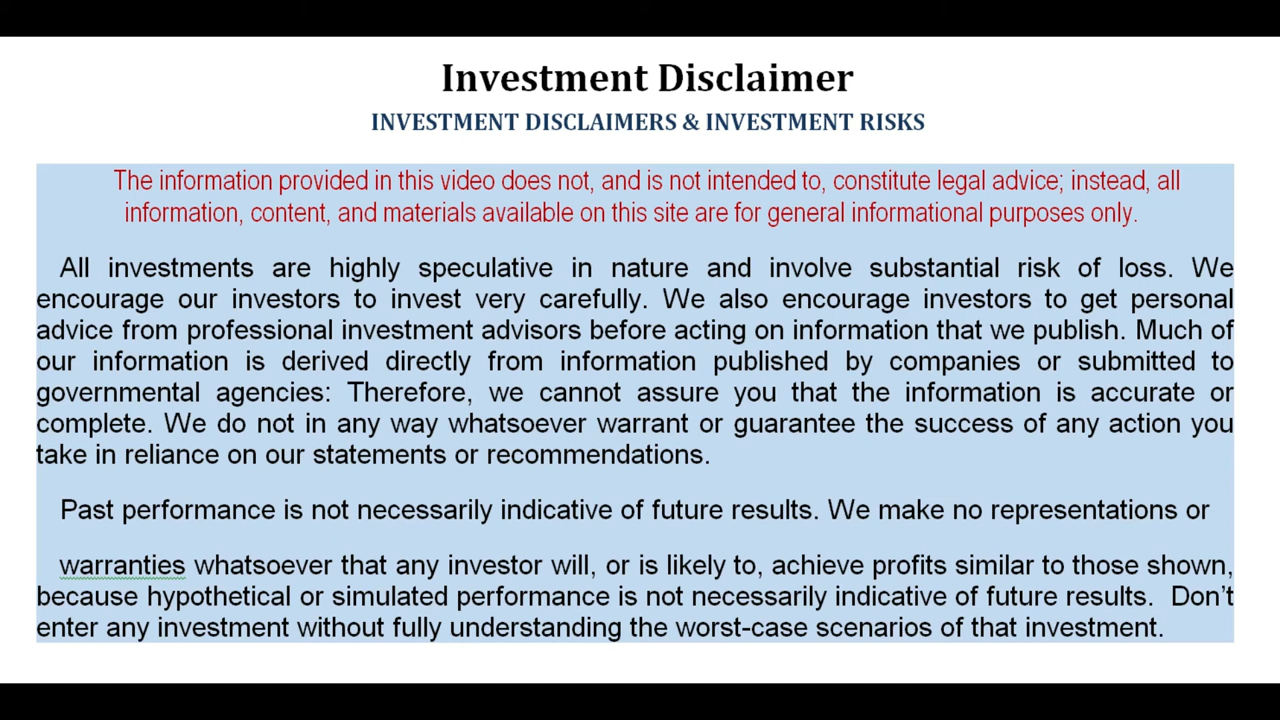 Investment Disclaimer
INVESTMENT DISCLAIMERS & INVESTMENT RISKS
The information provided in this video does not, and is not intended to, constitute legal advice; instead, all
information, content, and materials available on this site are for general informational purposes only.
All investments are highly speculative in nature and involve substantial risk of loss. We
encourage our investors to invest very carefully. We also encourage investors to get personal
advice from professional investment advisors before acting on information that we publish. Much of
our information is derived directly from information published by companies or submitted to
governmental agencies: Therefore, we cannot assure you that the information is accurate or
complete. We do not in any way whatsoever warrant or guarantee the success of any action you
take in reliance on our statements or recommendations.
Past performance is not necessarily indicative of future results. We make no representations or
warranties whatsoever that any investor will, or is likely to, achieve profits similar to those shown,
because hypothetical or simulated performance is not necessarily indicative of future results. Don’t
enter any investment without fully understanding the worst-case scenarios of that investment.